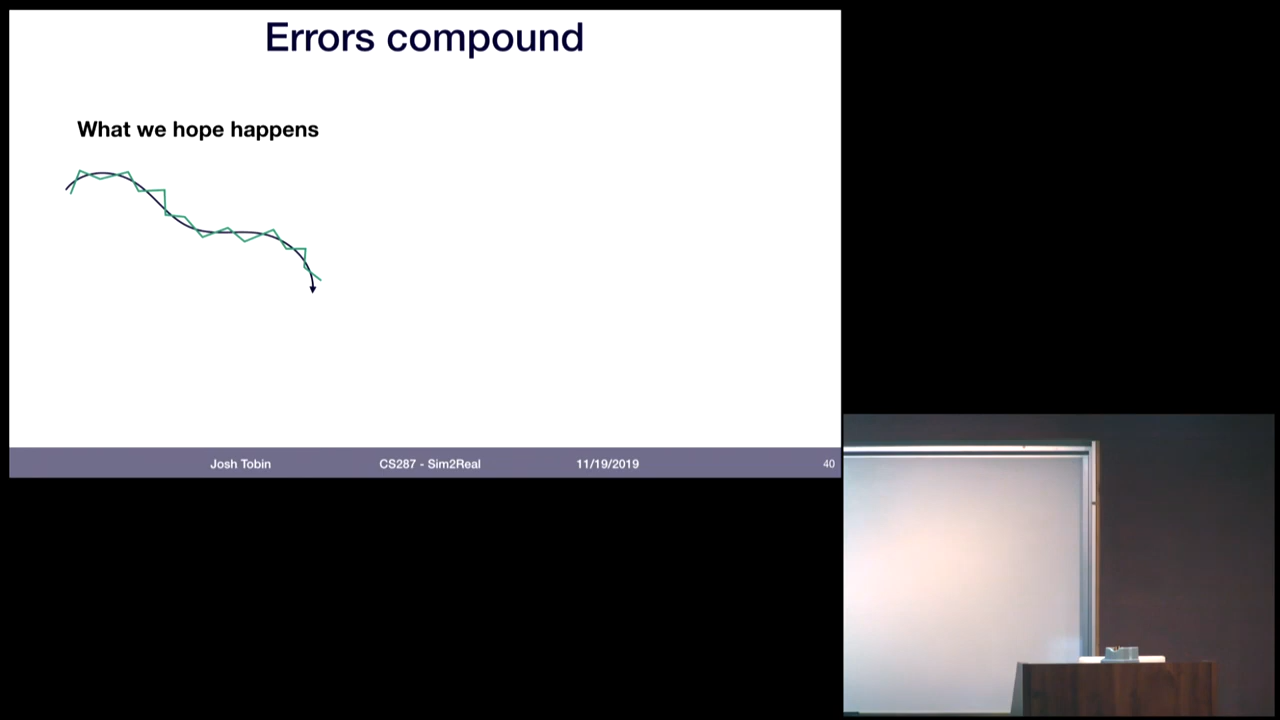 Errors compound
What we hope happens
Josh Tobin CS287 - Sim2Real 11/19/2019 40